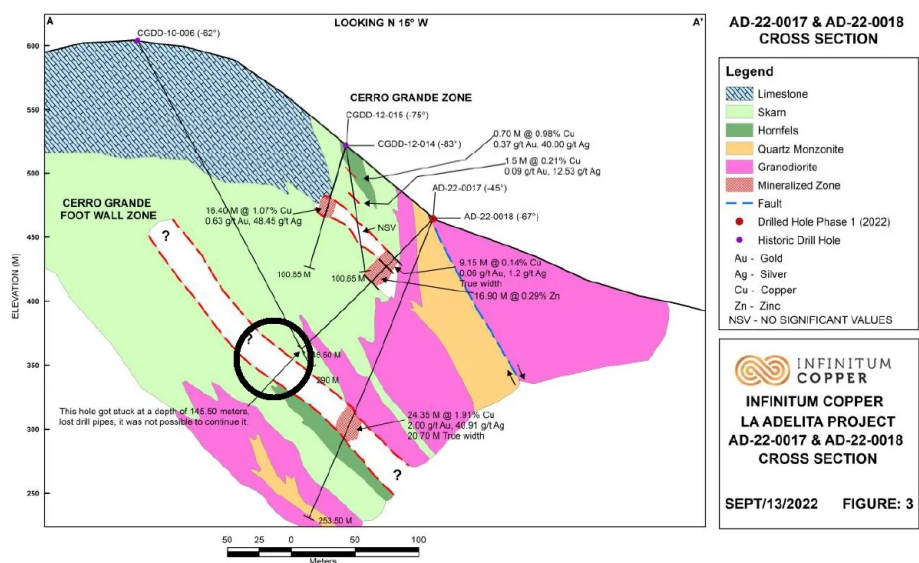 A
LOOKING N 15° W
A'
CGDD-10-006 (-62°)
600
550
500
450
400
350
300
250
ELEVATION (M)
CERRO GRANDE ZONE
CGDD-12-015 (-75°)
CGDD-12-014 (-83°)
0.70 M @ 0.98% Cu
0.37 g/t Au, 40.00 g/t Ag
1.5 M @ 0.21% Cu
0.09 g/t Au, 12.53 g/t Ag
AD-22-0017 (-45°)
AD-22-0018 (-67°)
CERRO GRANDE
FOOT WALL ZONE
16.40 M @ 1.07% Cu
0.63 g/t Au, 48.45 g/t Ag
NSV
?
100.55 M
100.65 M
9.15 M @ 0.14% Cu
0.06 g/t Au, 1.2 g/t Ag
True width
16.90 M @ 0.29% Zn
?
290 M
This hole got stuck at a depth of 145.50 meters,
lost drill pipes, it was not possible to continue it.
24.35 M @ 1.91% Cu
2.00 g/t Au, 40.91 g/t Ag
20.70 M True width
?
253.50 M
50 25 0 50 100
Meters
AD-22-0017 & AD-22-0018
CROSS SECTION
Legend
Limestone
Skarn
Hornfels
Quartz Monzonite
Granodiorite
Mineralized Zone
Fault
Drilled Hole Phase 1 (2022)
Historic Drill Hole
Au - Gold
Ag - Silver
Cu - Copper
Zn - Zinc
NSV - NO SIGNIFICANT VALUES
INFINITUM
COPPER
INFINITUM COPPER
LA ADELITA PROJECT
AD-22-0017 & AD-22-0018
CROSS SECTION
SEPT/13/2022 FIGURE: 3